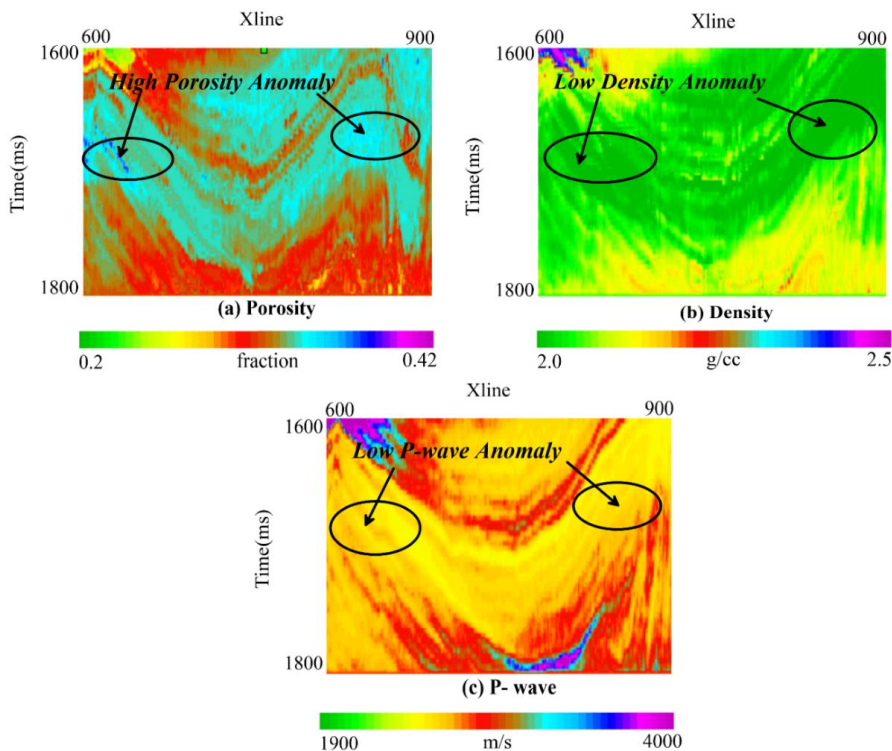 Xline
600 900
1600
High Porosity Anomaly
Time(ms)
1800
(a) Porosity
0.2 fraction 0.42
Xline
600 900
1600
Low Density Anomaly
Time(ms)
1800
(b) Density
2.0 g/cc 2.5
Xline
600 900
1600
Low P-wave Anomaly
Time(ms)
1800
(c) P- wave
1900 m/s 4000